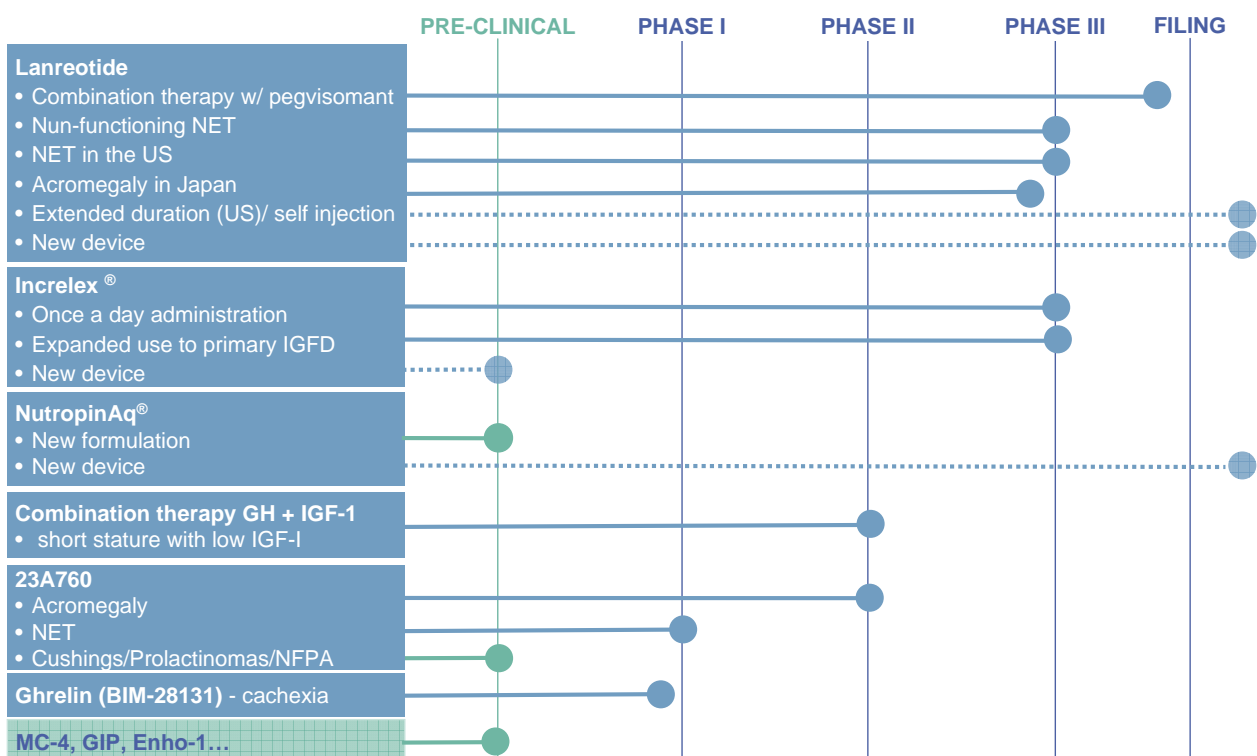 PRE-CLINICAL PHASE I PHASE II PHASE III FILING
Lanreotide
• Combination therapy w/ pegvisomant
• Nun-functioning NET
• NET in the US
• Acromegaly in Japan
• Extended duration (US)/ self injection
• New device
Increlex ®
• Once a day administration
• Expanded use to primary IGFD
• New device
NutropinAq®
• New formulation
• New device
Combination therapy GH + IGF-1
• short stature with low IGF-I
23A760
• Acromegaly
• NET
• Cushings/Prolactinomas/NFPA
Ghrelin (BIM-28131) - cachexia
MC-4, GIP, Enho-1…